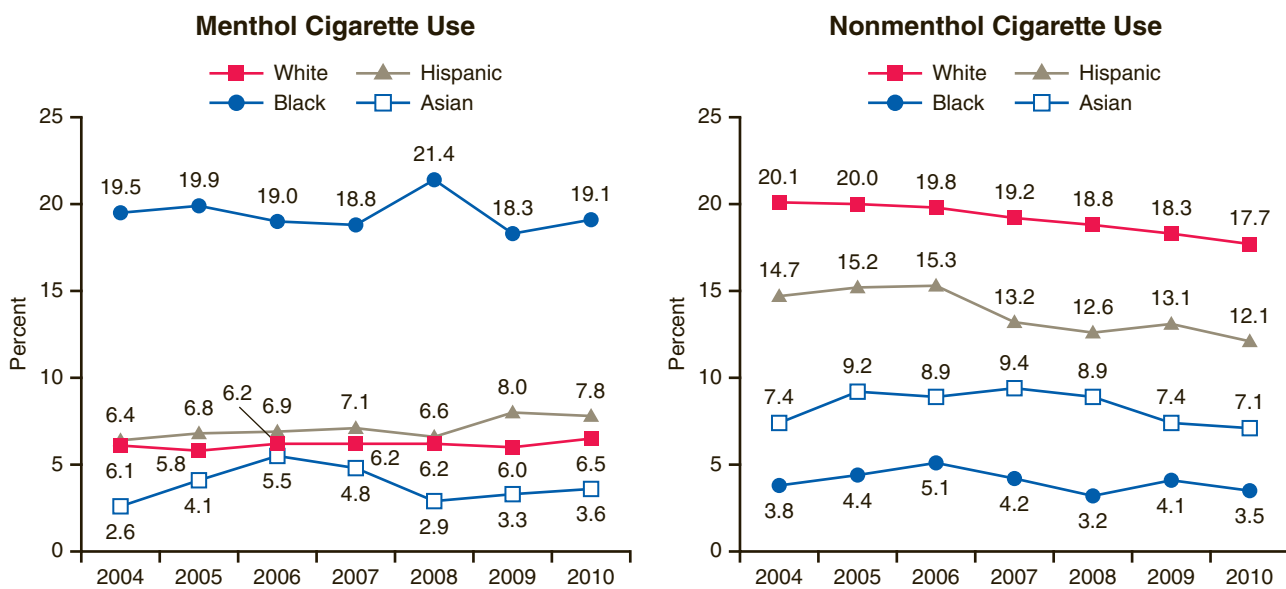 Menthol Cigarette Use
White Hispanic
Black Asian
25
20
15
10
5
0
Percent
19.5 19.9 19.0 18.8 21.4 18.3 19.1
6.4 6.8 6.9 7.1 6.6 8.0 7.8
6.1 5.8 6.2 6.2 6.2 6.0 6.5
2.6 4.1 5.5 4.8 2.9 3.3 3.6
2004 2005 2006 2007 2008 2009 2010
Nonmenthol Cigarette Use
White Hispanic
Black Asian
25
20
15
10
5
0
Percent
20.1 20.0 19.8 19.2 18.8 18.3 17.7
14.7 15.2 15.3 13.2 12.6 13.1 12.1
7.4 9.2 8.9 9.4 8.9 7.4 7.1
3.8 4.4 5.1 4.2 3.2 4.1 3.5
2004 2005 2006 2007 2008 2009 2010